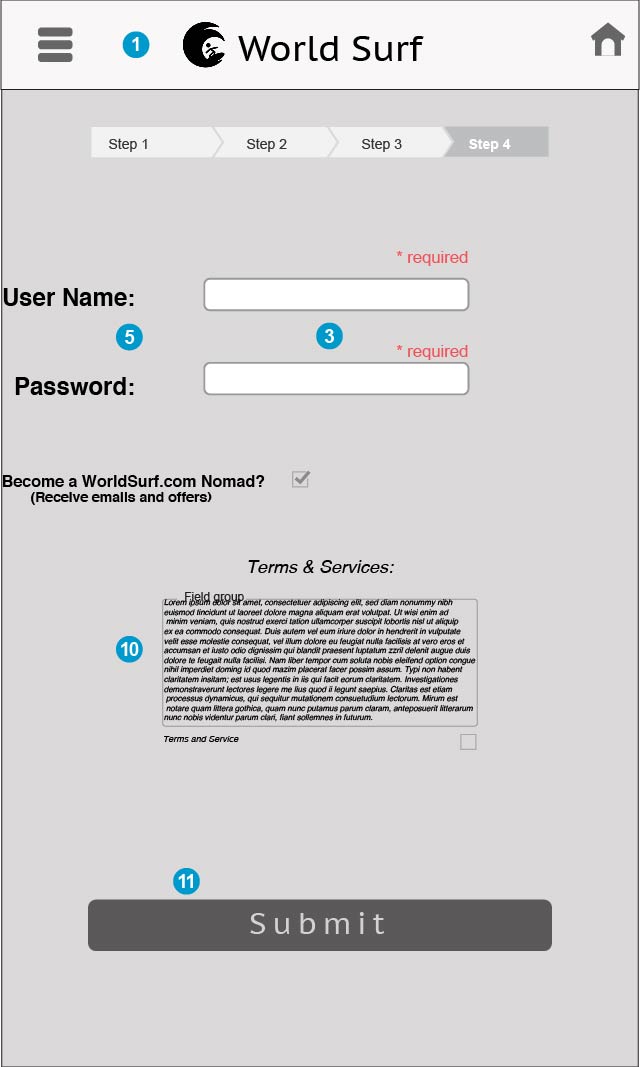 1
World Surf
Step 1 Step 2 Step 3 Step 4
* required
User Name:
5 3
* required
Password:
Become a WorldSurf.com Nomad?
(Receive emails and offers)
Terms & Services:
Field group
Lorem ipsum dolor sit amet, consectetuer adipiscing elit, sed diam nonummy nibh
euismod tincidunt ut laoreet dolore magna aliquam erat volutpat. Ut wisi enim ad
minim veniam, quis nostrud exerci tation ullamcorper suscipit lobortis nisl ut aliquip
ex ea commodo consequat. Duis autem vel eum iriure dolor in hendrerit in vulputate
velit esse molestie consequat, vel illum dolore eu feugiat nulla facilisis at vero eros et
accumsan et iusto odio dignissim qui blandit praesent luptatum zzril delenit augue duis
dolore te feugait nulla facilisi. Nam liber tempor cum soluta nobis eleifend option congue
nihil imperdiet doming id quod mazim placerat facer possim assum. Typi non habent
claritatem insitam; est usus legentis in iis qui facit eorum claritatem. Investigationes
demonstraverunt lectores legere me lius quod ii legunt saepius. Claritas est etiam
processus dynamicus, qui sequitur mutationem consuetudium lectorum. Mirum est
notare quam littera gothica, quam nunc putamus parum claram, anteposuerit litterarum
nunc nobis videntur parum clari, fiant sollemnes in futurum.
10
Terms and Service
11
Submit